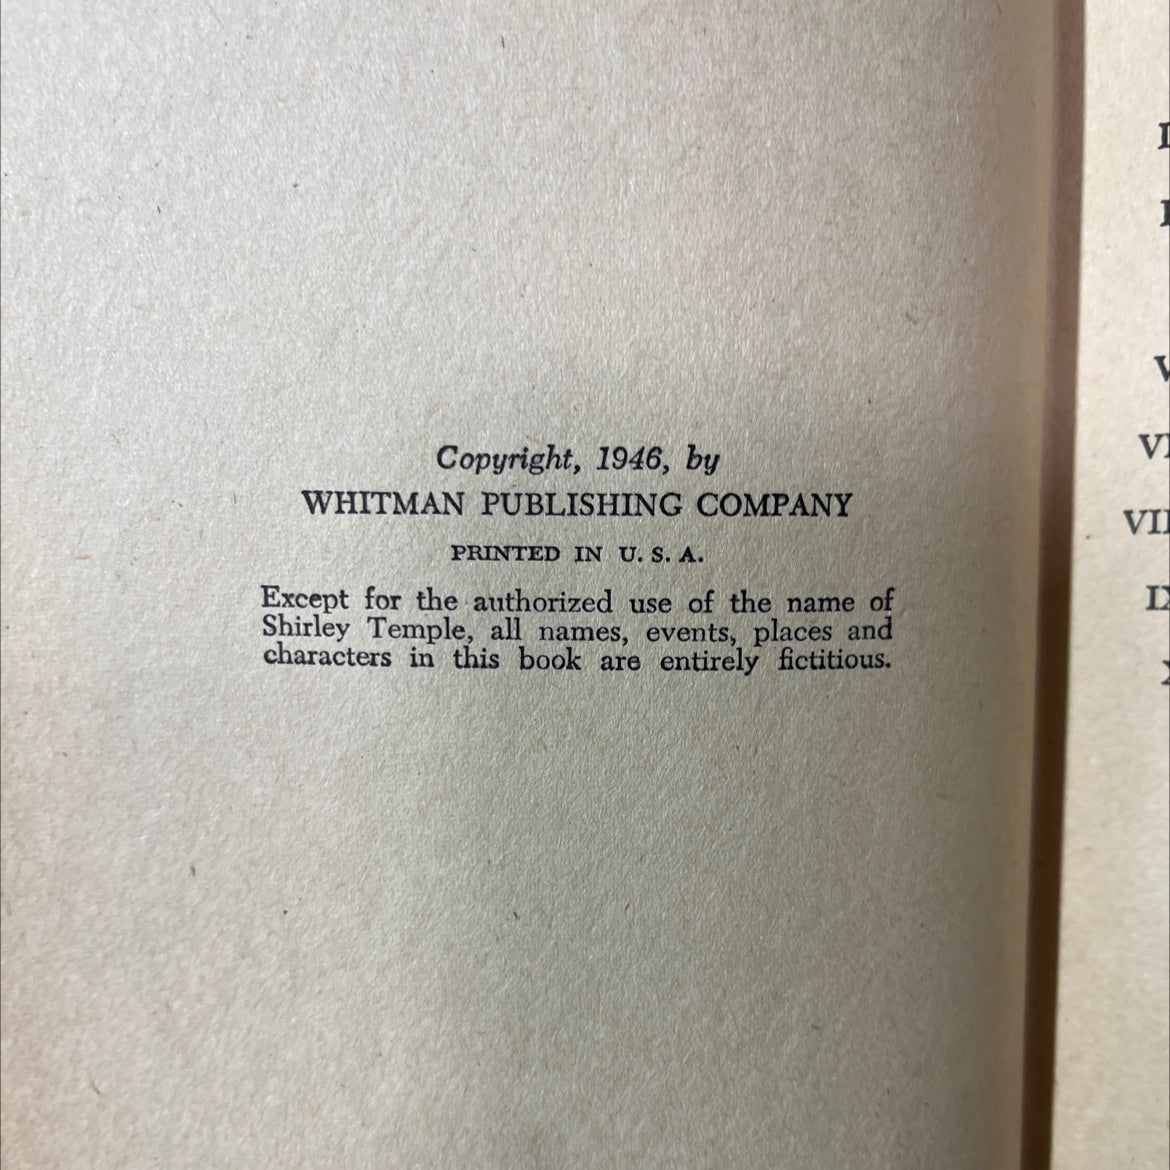 Copyright, 1946, by
WHITMAN PUBLISHING COMPANY
PRINTED IN U. S. A.
Except for the authorized use of the name of
Shirley Temple, all names, events, places and
characters in this book are entirely fictitious.